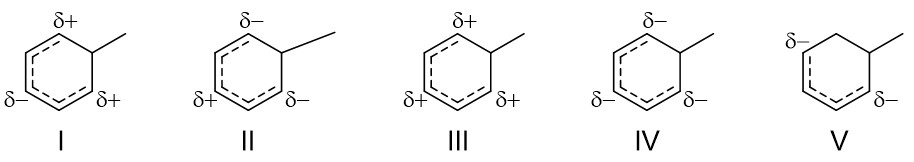 δ+ δ− δ+ δ−
δ−
δ− δ+ δ+ δ− δ+ δ+ δ− δ− δ−
I II III IV V